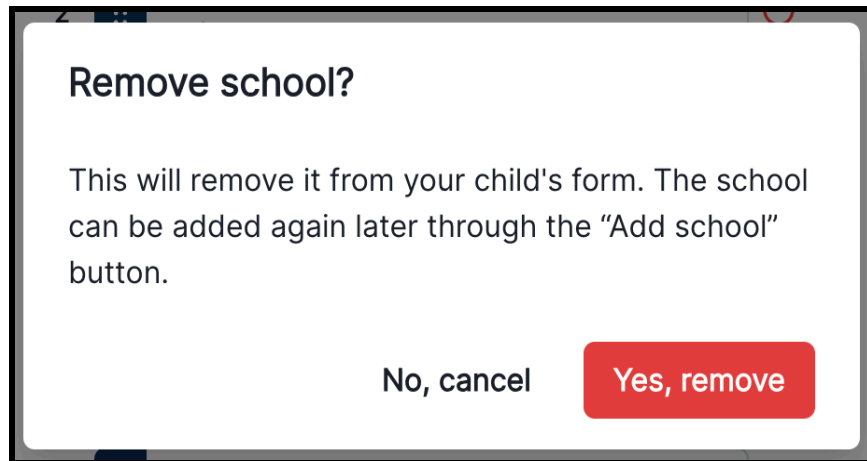 Remove school?
This will remove it from your child's form. The school
can be added again later through the “Add school”
button.
No, cancel Yes, remove